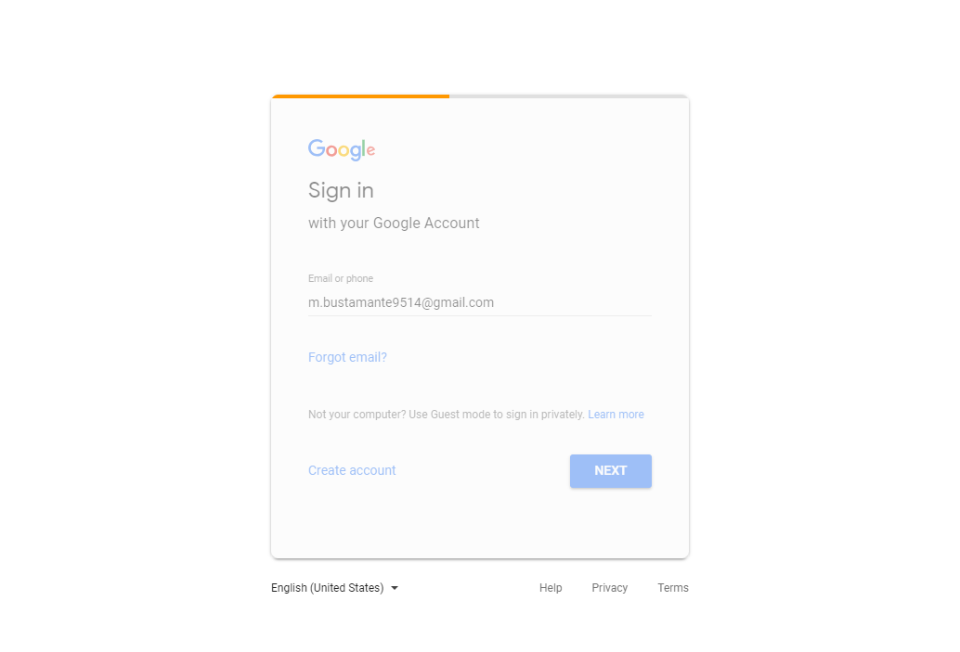 Google
Sign in
with your Google Account
Email or phone
m.bustamante9514@gmail.com
Forgot email?
Not your computer? Use Guest mode to sign in privately. Learn more
Create account NEXT
English (United States) Help Privacy Terms